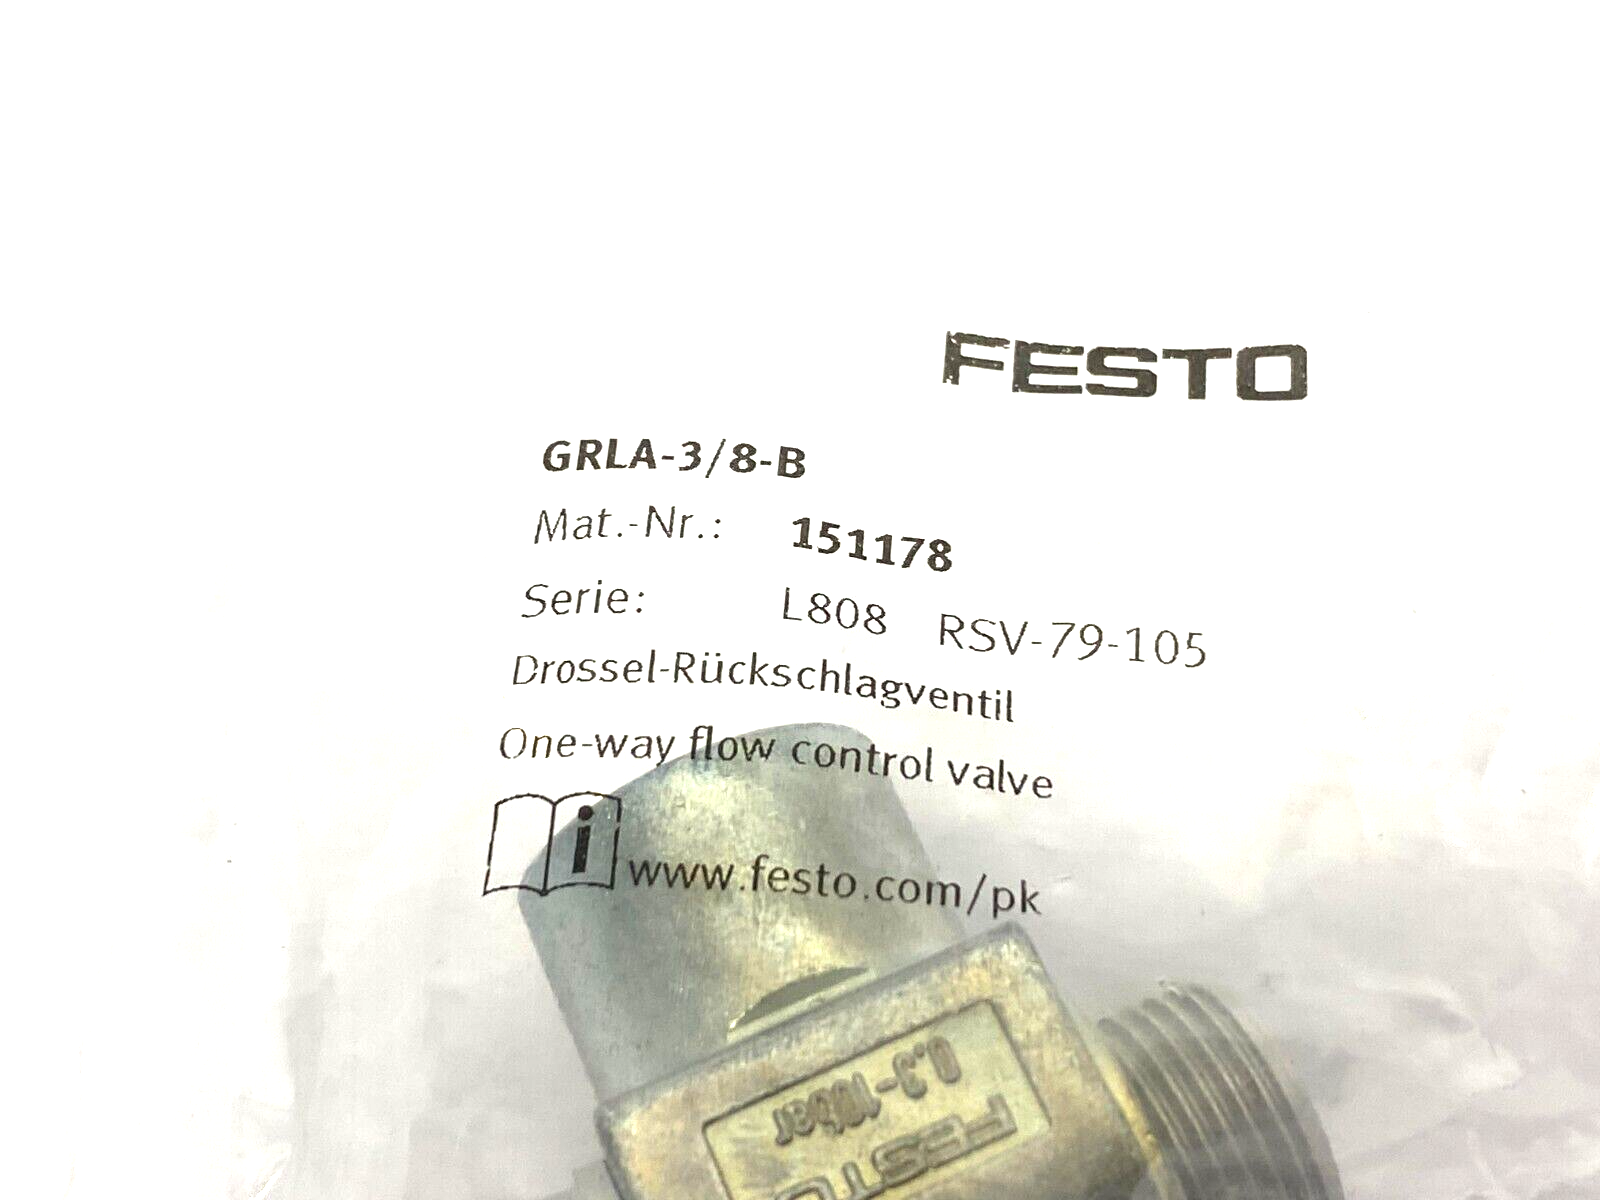 FESTO
GRLA-3/8-B
Mat.-Nr.: 151178
Serie: L808 RSV-79-105
Drossel-Rückschlagventil
One-way flow control valve
i www.festo.com/pk
FESTO
0.3-10bar